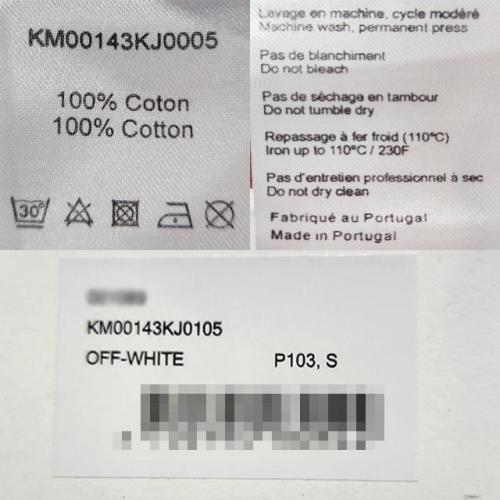 KM00143KJ0005
100% Coton
100% Cotton
30°
Lavage en machine, cycle modéré
Machine wash, permanent press
Pas de blanchiment
Do not bleach
Pas de séchage en tambour
Do not tumble dry
Repassage à fer froid (110°C)
Iron up to 110°C / 230F
Pas d'entretien professionnel à sec
Do not dry clean
Fabriqué au Portugal
Made in Portugal
KM00143KJ0105
OFF-WHITE P103, S